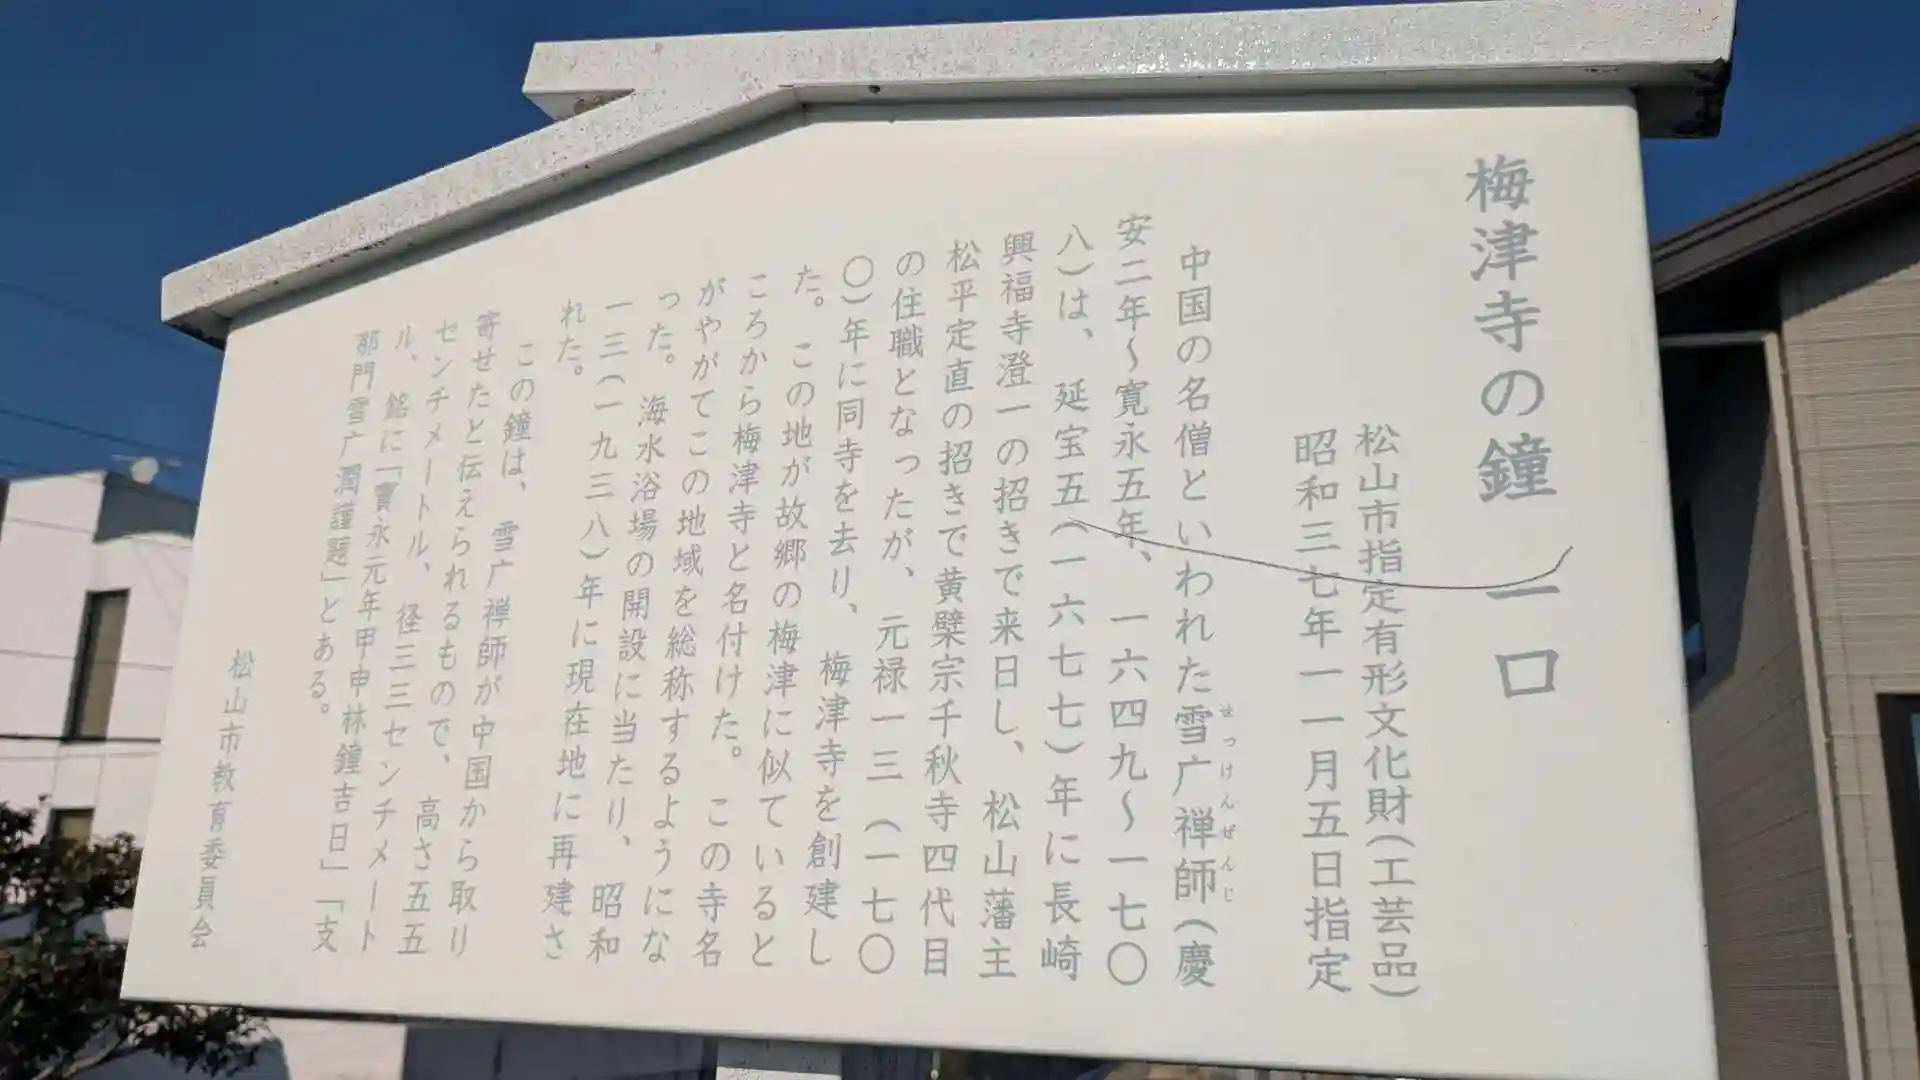 梅津寺の鐘 一口
松山市指定有形文化財(工芸品)
昭和三七年一一月五日指定
中国の名僧といわれた雪广禅師(慶
せっけんぜんじ
安二年〜寛永五年、一六四九〜一七〇
八)は、延宝五(一六七七)年に長崎
興福寺澄一の招きで来日し、松山藩主
松平定直の招きで黄檗宗千秋寺四代目
の住職となったが、元禄一三(一七〇
〇)年に同寺を去り、梅津寺を創建し
た。この地が故郷の梅津に似ていると
ころから梅津寺と名付けた。この寺名
がやがてこの地域を総称するようにな
った。海水浴場の開設に当たり、昭和
一三(一九三八)年に現在地に再建さ
れた。
この鐘は、雪广禅師が中国から取り
寄せたと伝えられるもので、高さ五五
センチメートル、径三三センチメート
ル、銘に「寳永元年甲申林鐘吉日」「支
那門雪广潤謹題」とある。
松山市教育委員会